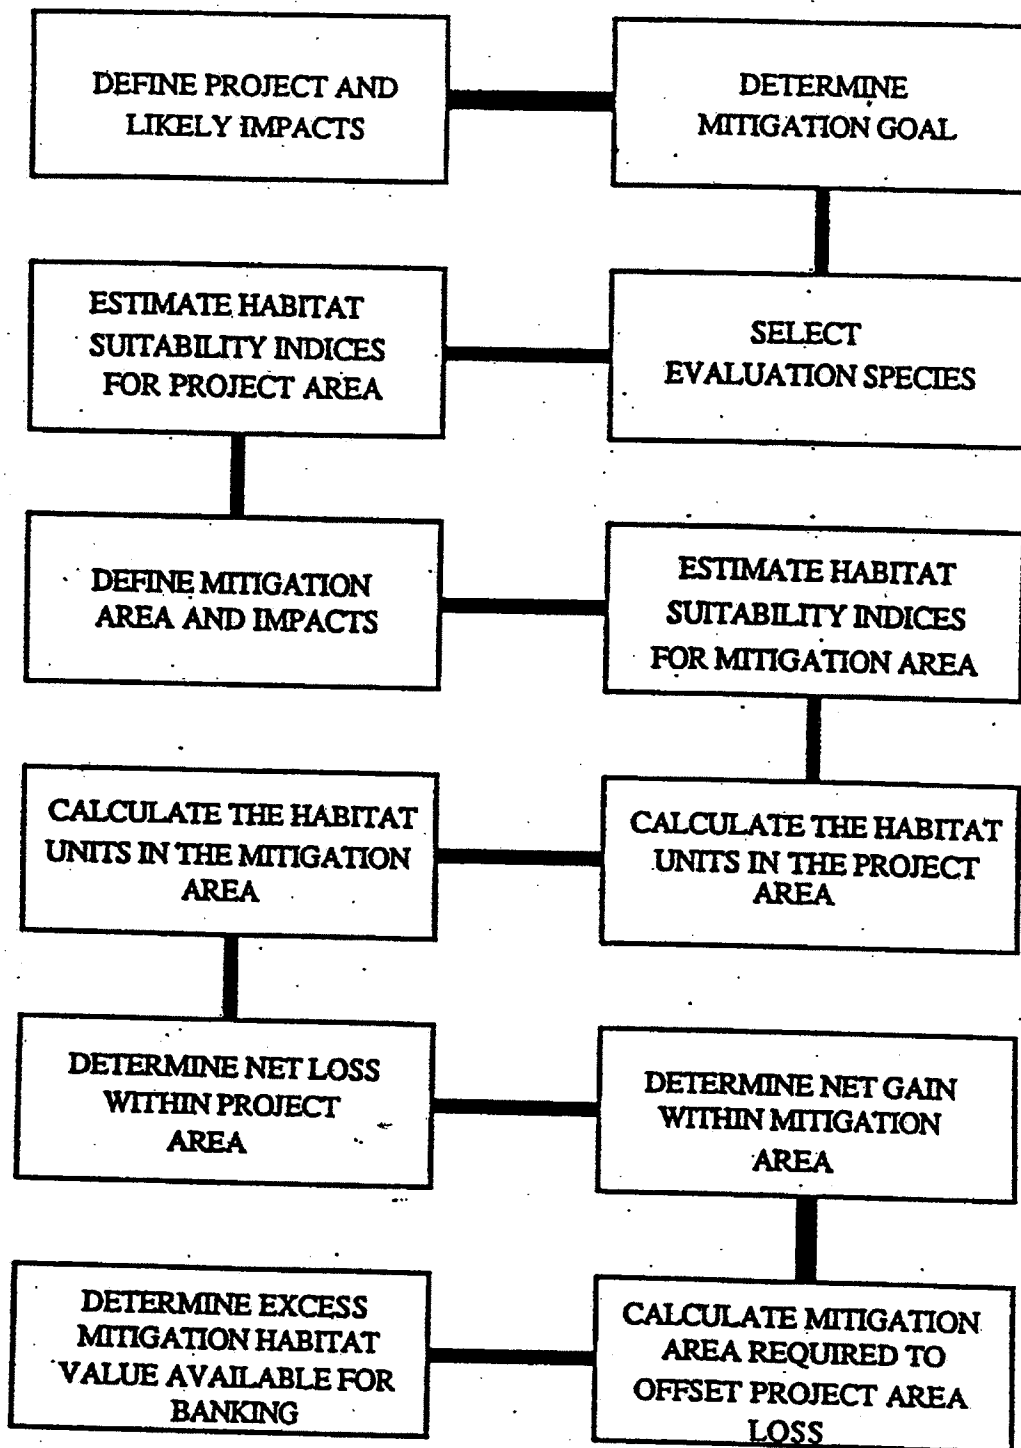 DEFINE PROJECT AND
LIKELY IMPACTS
DETERMINE
MITIGATION GOAL
SELECT
EVALUATION SPECIES
ESTIMATE HABITAT
SUITABILITY INDICES
FOR PROJECT AREA
DEFINE MITIGATION
AREA AND IMPACTS
ESTIMATE HABITAT
SUITABILITY INDICES
FOR MITIGATION AREA
CALCULATE THE HABITAT
UNITS IN THE PROJECT
AREA
CALCULATE THE HABITAT
UNITS IN THE MITIGATION
AREA
DETERMINE NET LOSS
WITHIN PROJECT
AREA
DETERMINE NET GAIN
WITHIN MITIGATION
AREA
CALCULATE MITIGATION
AREA REQUIRED TO
OFFSET PROJECT AREA
LOSS
DETERMINE EXCESS
MITIGATION HABITAT
VALUE AVAILABLE FOR
BANKING